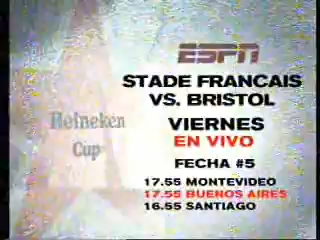 ESPN
STADE FRANCAIS
VS. BRISTOL
Heineken
Cup
VIERNES
EN VIVO
FECHA #5
17.55 MONTEVIDEO
17.55 BUENOS AIRES
16.55 SANTIAGO